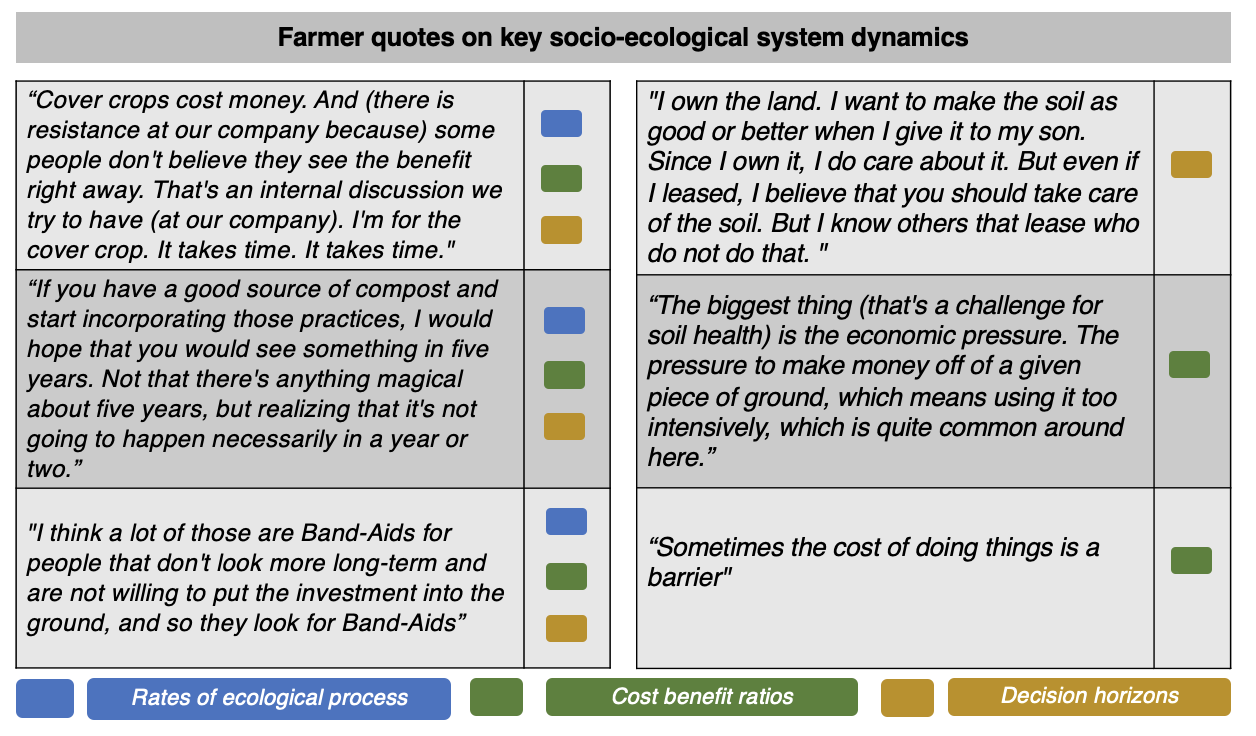 Farmer quotes on key socio-ecological system dynamics
“Cover crops cost money. And (there is
resistance at our company because) some
people don't believe they see the benefit
right away. That's an internal discussion we
try to have (at our company). I'm for the
cover crop. It takes time. It takes time."
“If you have a good source of compost and
start incorporating those practices, I would
hope that you would see something in five
years. Not that there's anything magical
about five years, but realizing that it's not
going to happen necessarily in a year or
two.”
"I think a lot of those are Band-Aids for
people that don't look more long-term and
are not willing to put the investment into the
ground, and so they look for Band-Aids”
"I own the land. I want to make the soil as
good or better when I give it to my son.
Since I own it, I do care about it. But even if
I leased, I believe that you should take care
of the soil. But I know others that lease who
do not do that. "
“The biggest thing (that's a challenge for
soil health) is the economic pressure. The
pressure to make money off of a given
piece of ground, which means using it too
intensively, which is quite common around
here.”
“Sometimes the cost of doing things is a
barrier"
Rates of ecological process
Cost benefit ratios
Decision horizons